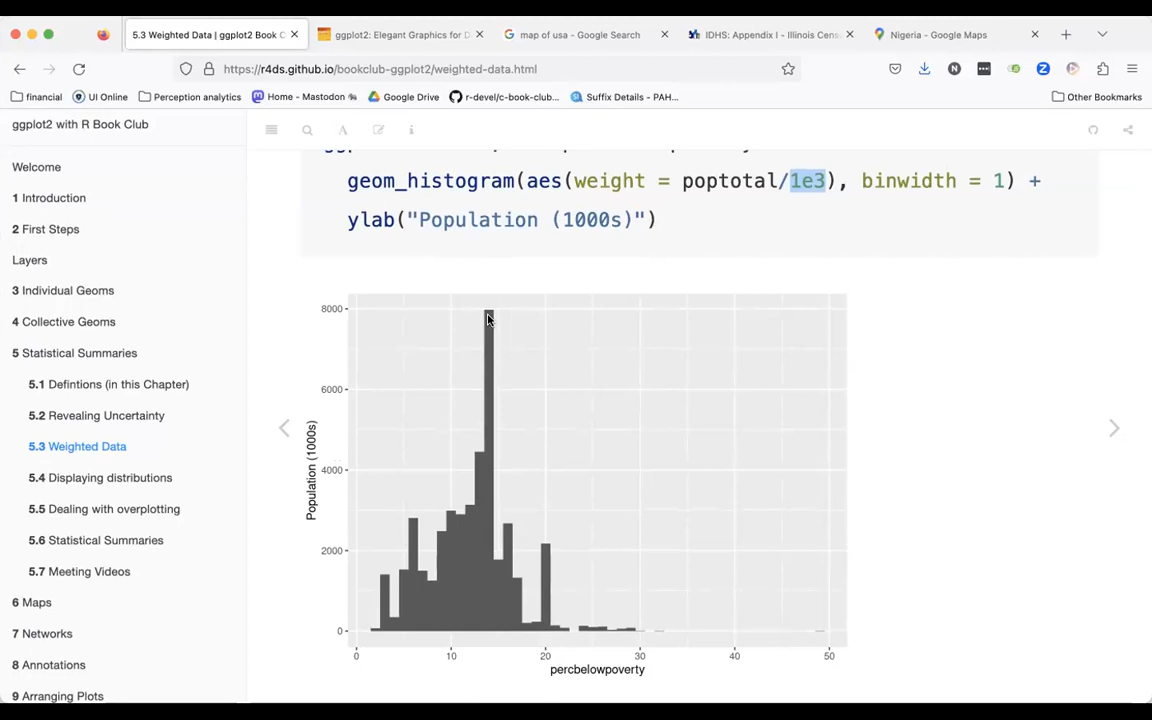 5.3 Weighted Data | ggplot2 Book C
ggplot2: Elegant Graphics for D
map of usa - Google Search
IDHS: Appendix I - Illinois Cens
Nigeria - Google Maps
https://r4ds.github.io/bookclub-ggplot2/weighted-data.html
financial
UI Online
Perception analytics
Home - Mastodon
Google Drive
r-devel/c-book-club...
Suffix Details - PAH...
Other Bookmarks
ggplot2 with R Book Club
Welcome
1 Introduction
2 First Steps
Layers
3 Individual Geoms
4 Collective Geoms
5 Statistical Summaries
5.1 Defintions (in this Chapter)
5.2 Revealing Uncertainty
5.3 Weighted Data
5.4 Displaying distributions
5.5 Dealing with overplotting
5.6 Statistical Summaries
5.7 Meeting Videos
6 Maps
7 Networks
8 Annotations
9 Arranging Plots
geom_histogram(aes(weight = poptotal/1e3), binwidth = 1) +
ylab("Population (1000s)")
8000
6000
4000
2000
0
Population (1000s)
0 10 20 30 40 50
percbelowpoverty